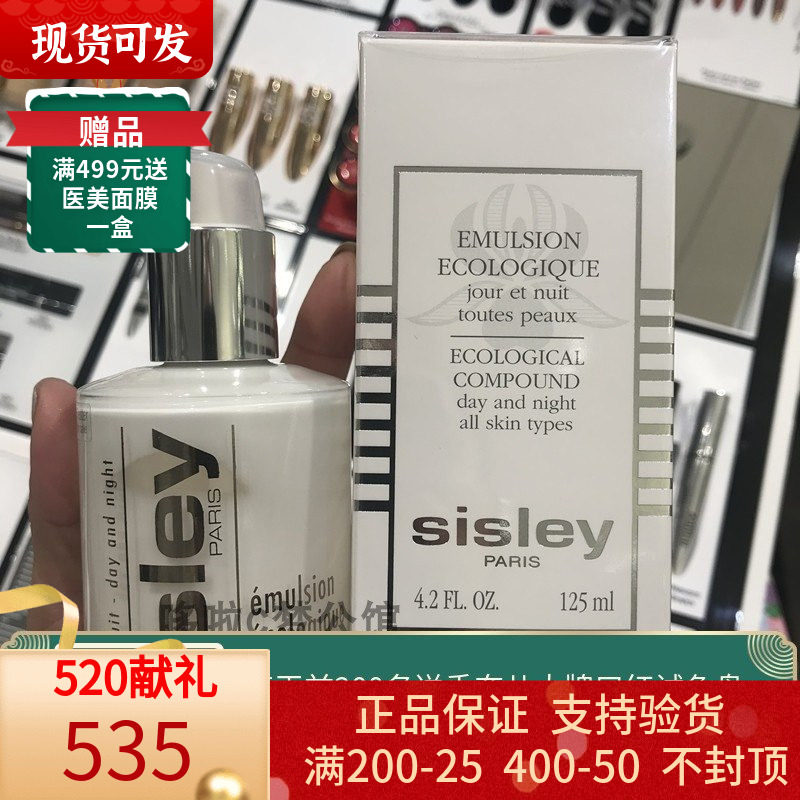 现货可发
赠品
满499元送
医美面膜
一盒
EMULSION
ECOLOGIQUE
jour et nuit
toutes peaux
ECOLOGICAL
COMPOUND
day and night
all skin types
sisley
PARIS
4.2 FL. OZ. 125 ml
sley
PARIS
uit - day and night
émulsion
520献礼
535
正品保证 支持验货
满200-25 400-50 不封顶